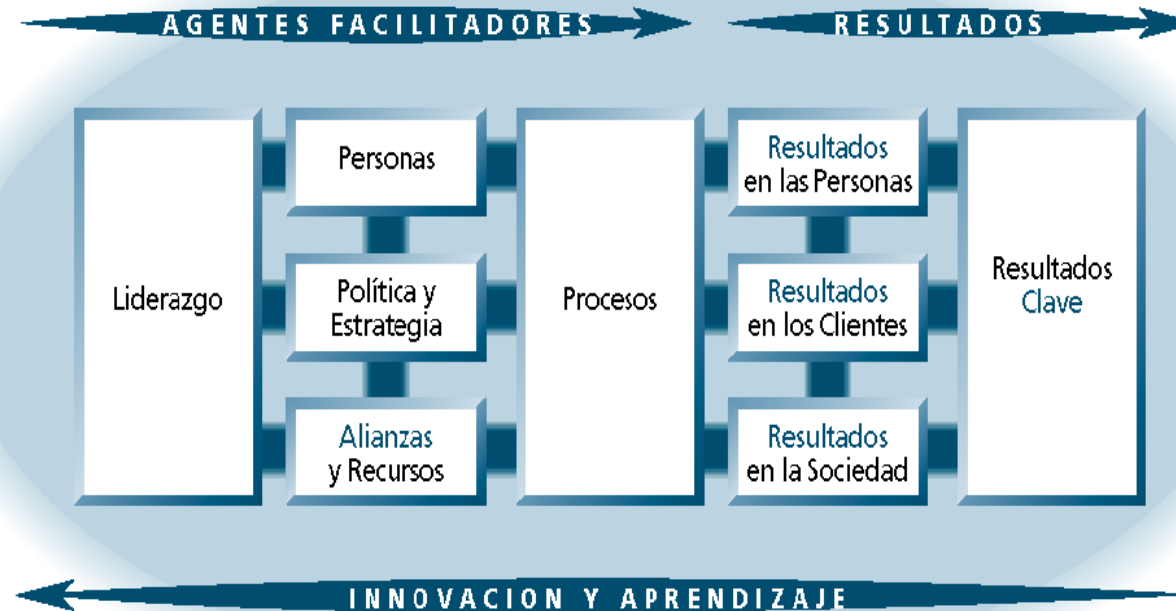 AGENTES FACILITADORES
RESULTADOS
Liderazgo
Personas
Política y
Estrategia
Alianzas
y Recursos
Procesos
Resultados
en las Personas
Resultados
en los Clientes
Resultados
en la Sociedad
Resultados
Clave
INNOVACION Y APRENDIZAJE